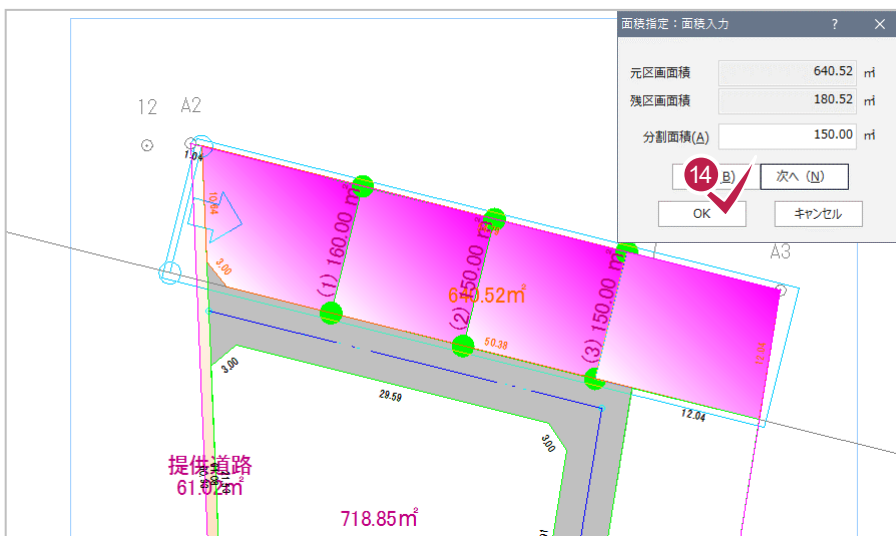 面積指定：面積入力 ? ×
元区画面積 640.52 ㎡
残区画面積 180.52 ㎡
分割面積(A) 150.00 ㎡
14 B) 次へ (N)
OK キャンセル
12 A2
A3
1.04
10.64
3.00
(1) 160.00 ㎡
(2) 150.00 ㎡
(3) 150.00 ㎡
640.52㎡
50.38
12.94
12.04
3.00
29.59
3.00
提供道路
61.02㎡
718.85㎡